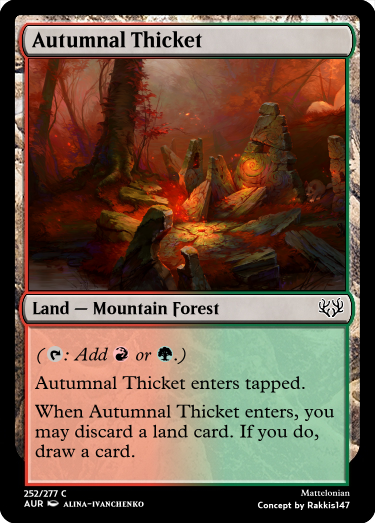 Autumnal Thicket
Land — Mountain Forest
( : Add or .)
Autumnal Thicket enters tapped.
When Autumnal Thicket enters, you
may discard a land card. If you do,
draw a card.
252/277 C
Mattelonian
AUR ALINA-IVANCHENKO
Concept by Rakkis147